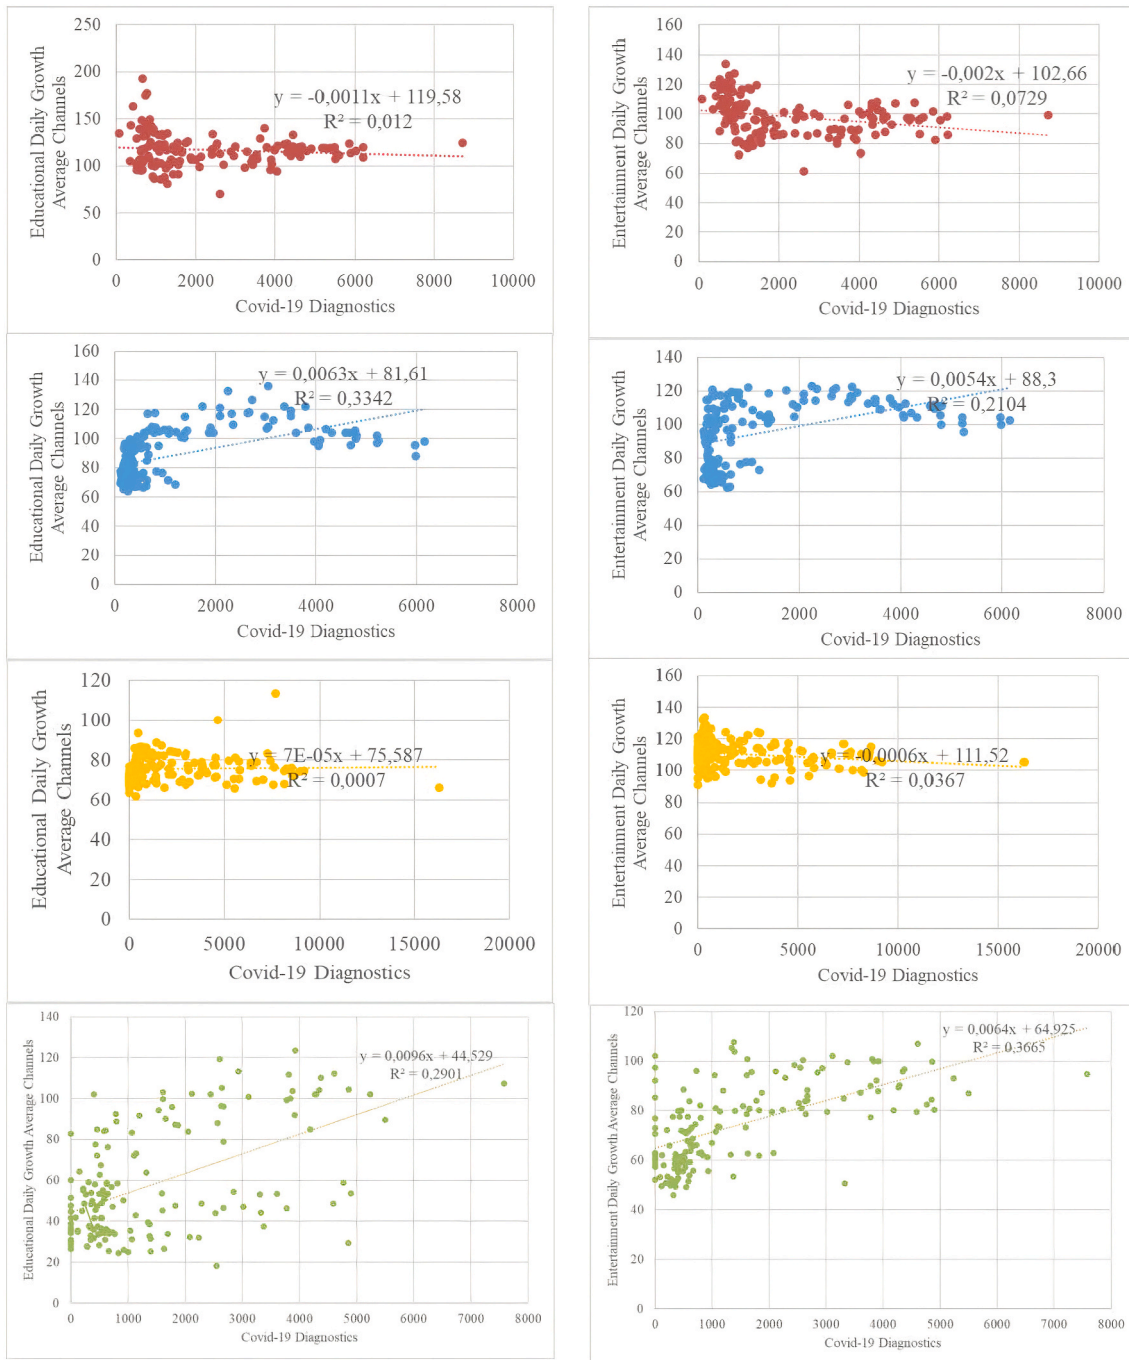 250
200
150
100
50
0
Educational Daily Growth
Average Channels
y = -0,0011x + 119,58
R² = 0,012
0 2000 4000 6000 8000 10000
Covid-19 Diagnostics
160
140
120
100
80
60
40
20
0
Entertainment Daily Growth
Average Channels
y = -0,002x + 102,66
R² = 0,0729
0 2000 4000 6000 8000 10000
Covid-19 Diagnostics
160
140
120
100
80
60
40
20
0
Educational Daily Growth
Average Channels
y = 0,0063x + 81,61
R² = 0,3342
0 2000 4000 6000 8000
Covid-19 Diagnostics
140
120
100
80
60
40
20
0
Entertainment Daily Growth
Average Channels
y = 0,0054x + 88,3
R² = 0,2104
0 2000 4000 6000 8000
Covid-19 Diagnostics
120
100
80
60
40
20
0
Educational Daily Growth
Average Channels
y = 7E-05x + 75,587
R² = 0,0007
0 5000 10000 15000 20000
Covid-19 Diagnostics
160
140
120
100
80
60
40
20
0
Entertainment Daily Growth
Average Channels
y = -0,0006x + 111,52
R² = 0,0367
0 5000 10000 15000 20000
Covid-19 Diagnostics
140
120
100
80
60
40
20
0
Educational Daily Growth Average Channels
y = 0,0096x + 44,529
R² = 0,2901
0 1000 2000 3000 4000 5000 6000 7000 8000
Covid-19 Diagnostics
120
100
80
60
40
20
0
Entertainment Daily Growth Average Channels
y = 0,0064x + 64,925
R² = 0,3665
0 1000 2000 3000 4000 5000 6000 7000 8000
Covid-19 Diagnostics